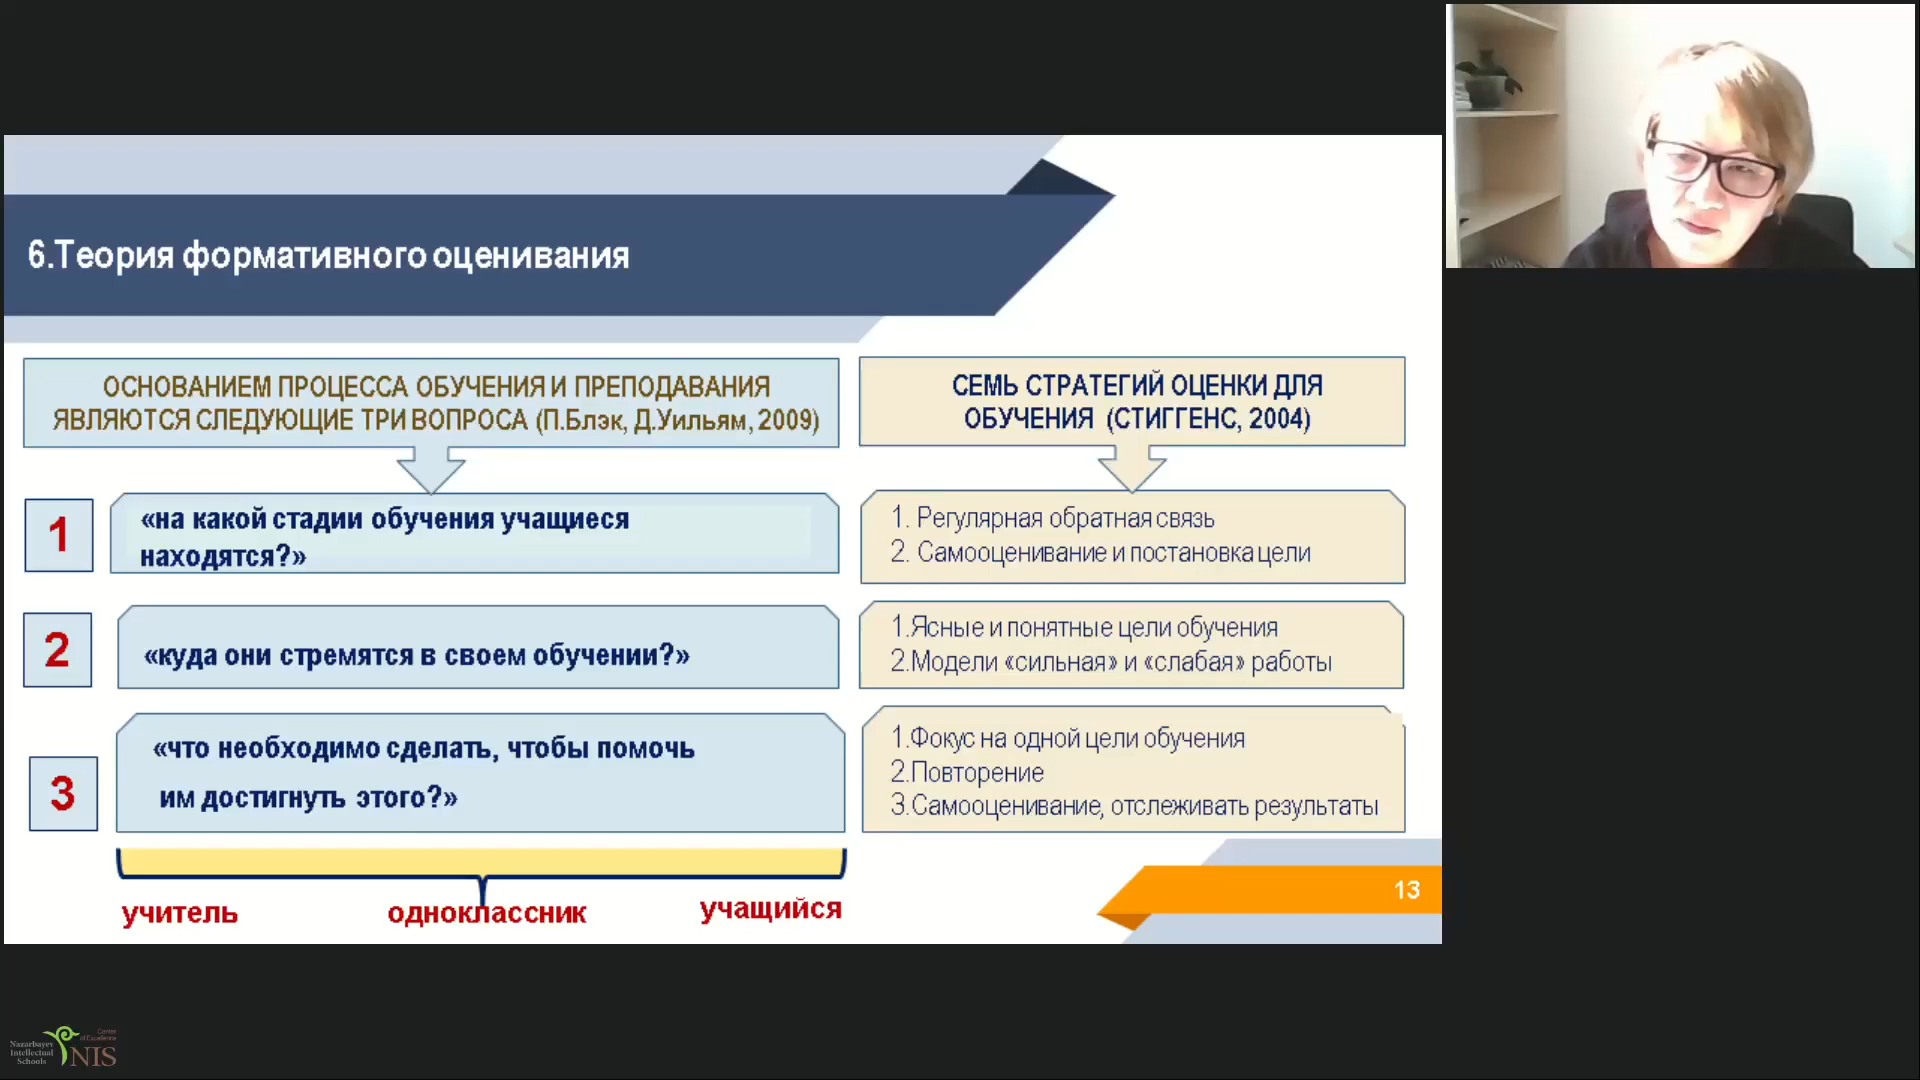 6.Теория формативного оценивания
ОСНОВАНИЕМ ПРОЦЕССА ОБУЧЕНИЯ И ПРЕПОДАВАНИЯ
ЯВЛЯЮТСЯ СЛЕДУЮЩИЕ ТРИ ВОПРОСА (П.Блэк, Д.Уильям, 2009)
1
«на какой стадии обучения учащиеся
находятся?»
2
«куда они стремятся в своем обучении?»
3
«что необходимо сделать, чтобы помочь
им достигнуть этого?»
учитель
одноклассник
учащийся
СЕМЬ СТРАТЕГИЙ ОЦЕНКИ ДЛЯ
ОБУЧЕНИЯ (СТИГГЕНС, 2004)
1. Регулярная обратная связь
2. Самооценивание и постановка цели
1.Ясные и понятные цели обучения
2.Модели «сильная» и «слабая» работы
1.Фокус на одной цели обучения
2.Повторение
3.Самооценивание, отслеживать результаты
13
Nazarbayev
Intellectual
Schools
Center
of Excellence
NIS